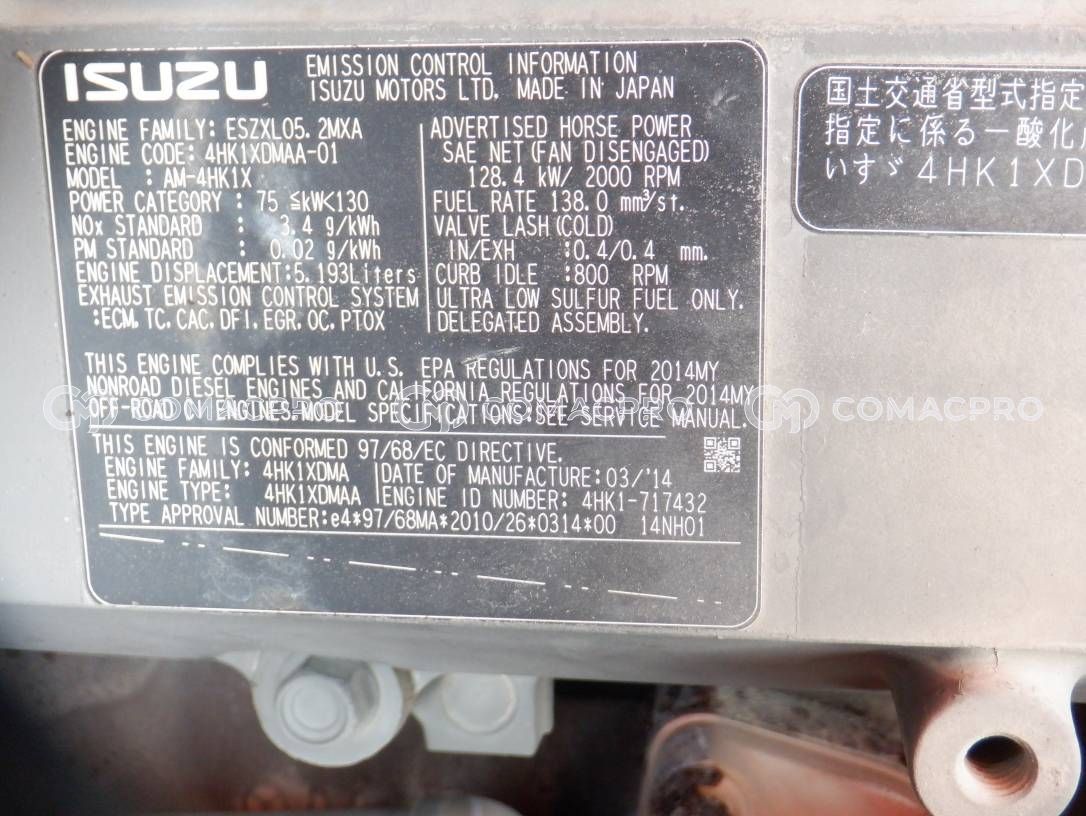 ISUZU
EMISSION CONTROL INFORMATION
ISUZU MOTORS LTD. MADE IN JAPAN
ENGINE FAMILY: ESZXL05.2MXA
ENGINE CODE: 4HK1XDMAA-01
MODEL : AM-4HK1X
POWER CATEGORY : 75 ≦kW<130
NOx STANDARD : 3.4 g/kWh
PM STANDARD : 0.02 g/kWh
ENGINE DISPLACEMENT:5.193Liters
EXHAUST EMISSION CONTROL SYSTEM
:ECM,TC,CAC,DFI,EGR,OC,PTOX
ADVERTISED HORSE POWER
SAE NET(FAN DISENGAGED)
128.4 kW/ 2000 RPM
FUEL RATE 138.0 mm³/st.
VALVE LASH(COLD)
IN/EXH :0.4/0.4 mm.
CURB IDLE :800 RPM
ULTRA LOW SULFUR FUEL ONLY.
DELEGATED ASSEMBLY.
THIS ENGINE COMPLIES WITH U.S. EPA REGULATIONS FOR 2014MY
NONROAD DIESEL ENGINES AND CALIFORNIA REGULATIONS FOR 2014MY
OFF-ROAD CI ENGINES.MODEL SPECIFICATIONS:SEE SERVICE MANUAL.
THIS ENGINE IS CONFORMED 97/68/EC DIRECTIVE.
ENGINE FAMILY: 4HK1XDMA DATE OF MANUFACTURE:03/'14
ENGINE TYPE: 4HK1XDMAA ENGINE ID NUMBER: 4HK1-717432
TYPE APPROVAL NUMBER:e4*97/68MA*2010/26*0314*00 14NH01
国土交通省型式指定
指定に係る一酸化
いすゞ4HK1XD
COMACPRO COMACPRO COMACPRO